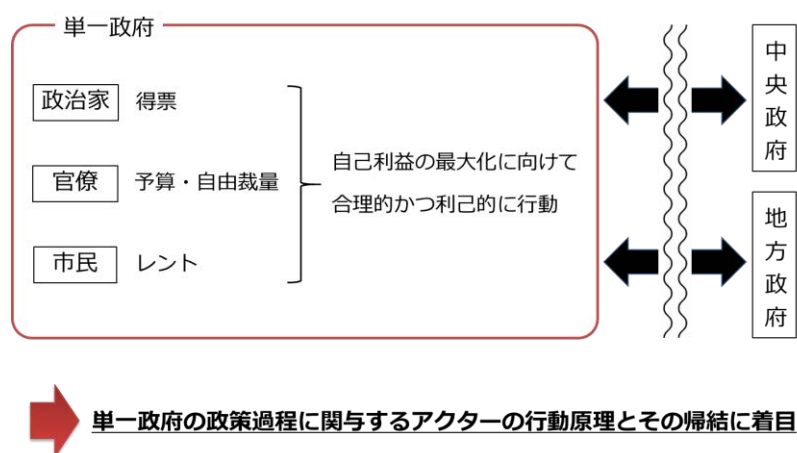 単一政府
政治家 得票
官僚 予算・自由裁量
市民 レント
自己利益の最大化に向けて
合理的かつ利己的に行動
中央政府
地方政府
単一政府の政策過程に関与するアクターの行動原理とその帰結に着目